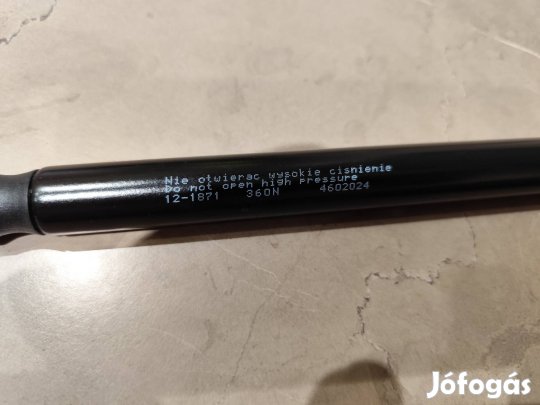 Nie otwierac wysokie cisnienie
Do not open high Pressure
12-1871 360N 4602024
Jófogás